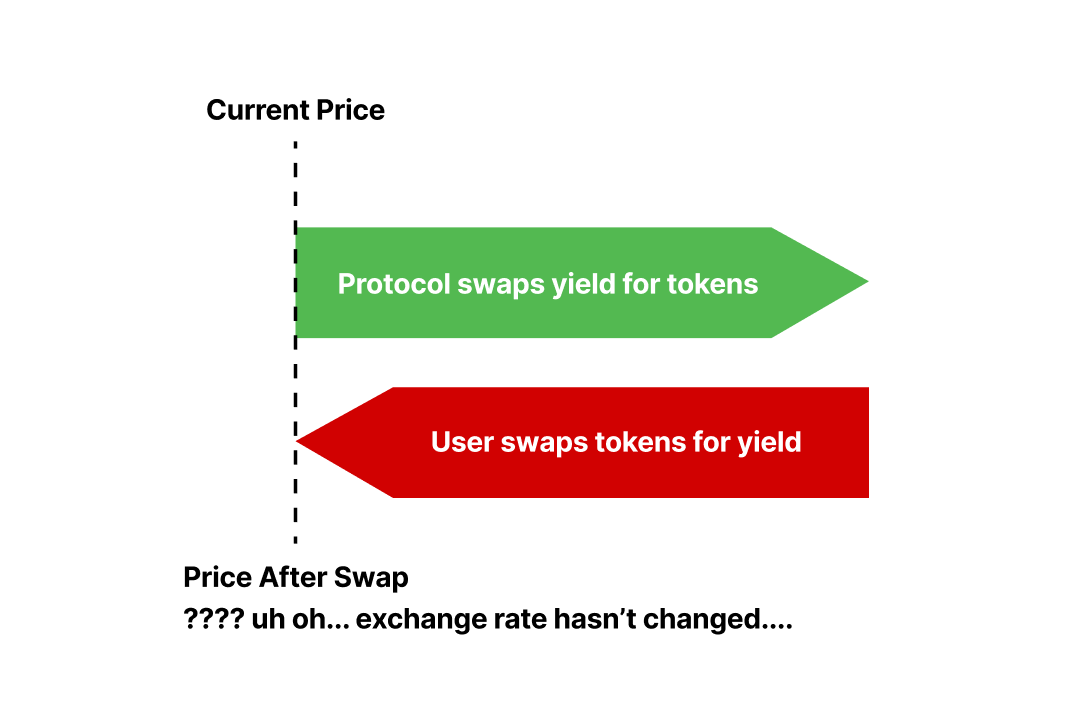 Current Price
Protocol swaps yield for tokens
User swaps tokens for yield
Price After Swap
???? uh oh... exchange rate hasn’t changed....